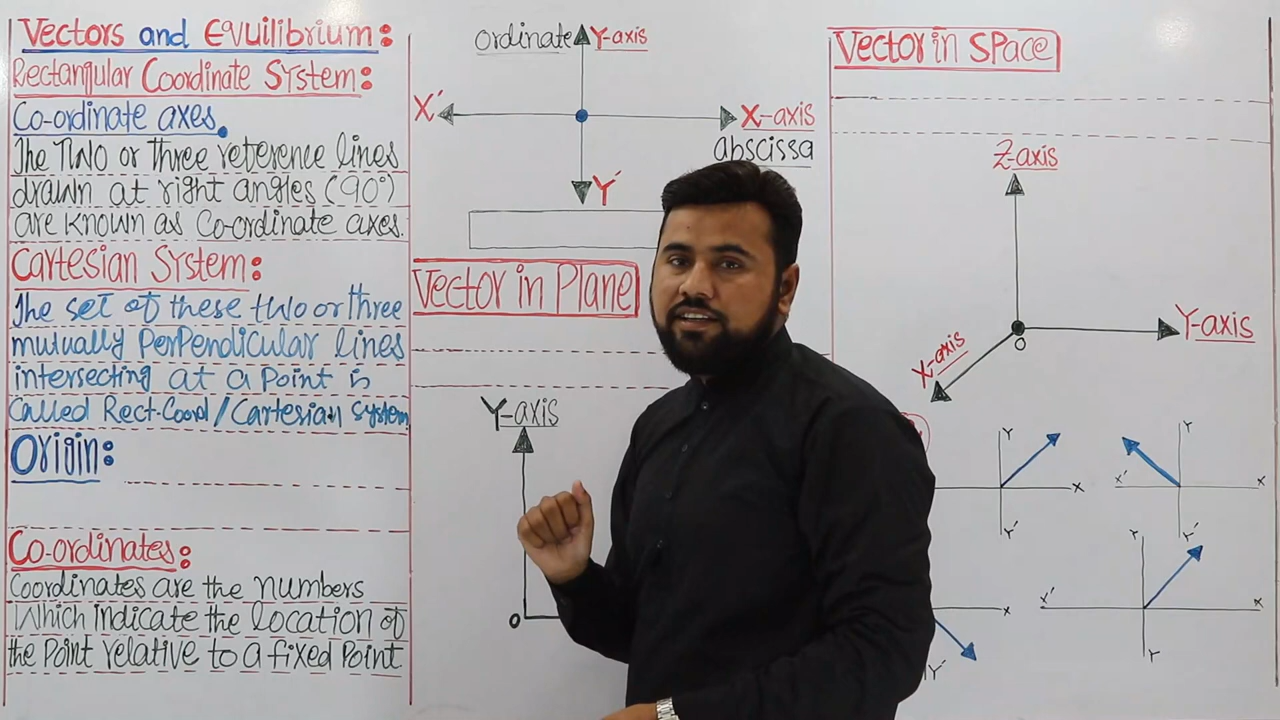 Vectors and Equilibrium:
Rectangular Coordinate System:
Co-ordinate axes.
The Two or three reference lines
drawn at right angles (90°)
are known as Co-ordinate axes.
Cartesian System:
The set of these two or three
mutually Perpendicular lines
intersecting at a Point is
Called Rect-Coord/Cartesian System
Origin:
Co-ordinates:
Coordinates are the numbers
Which indicate the location of
the Point relative to a fixed Point
ordinate Y-axis
X' X-axis
abscissa
Y'
Vector in Plane
Y-axis
o
Vector in Space
Z-axis
Y-axis
o
X-axis
Y
X
Y'
Y
X' X
Y'
X
Y'
Y
X' X
Y